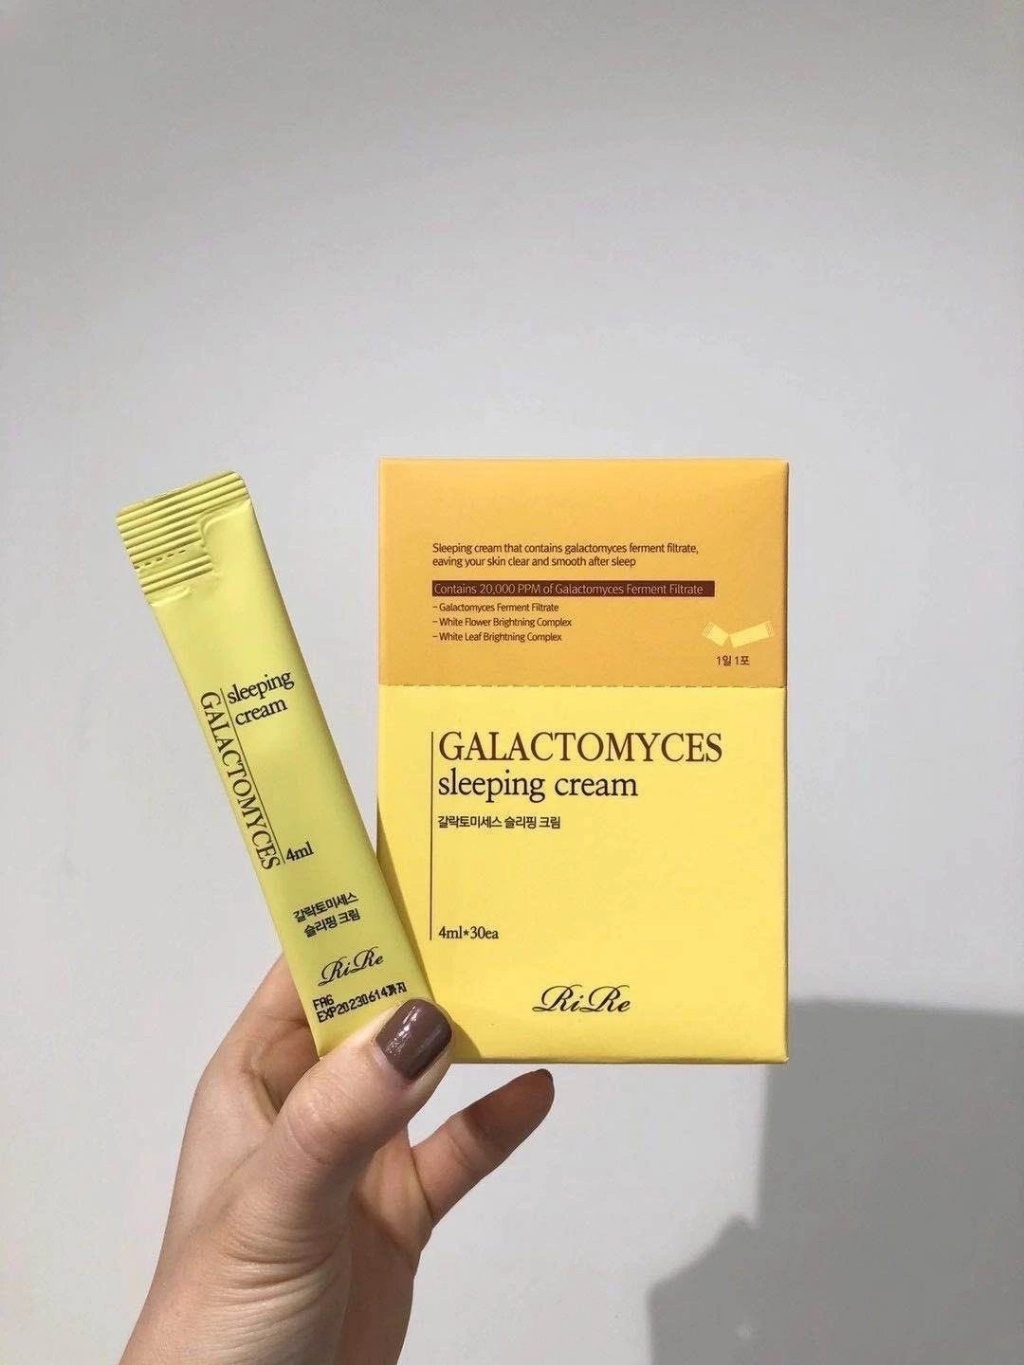 sleeping
cream
GALACTOMYCES
4ml
갈락토미세스
슬리핑 크림
RiRe
FA6
EXP20230614까지
Sleeping cream that contains galactomyces ferment filtrate,
eaving your skin clear and smooth after sleep
Contains 20,000 PPM of Galactomyces Ferment Filtrate
- Galactomyces Ferment Filtrate
- White Flower Brightning Complex
- White Leaf Brightning Complex
1일 1포
GALACTOMYCES
sleeping cream
갈락토미세스 슬리핑 크림
4ml*30ea
RiRe